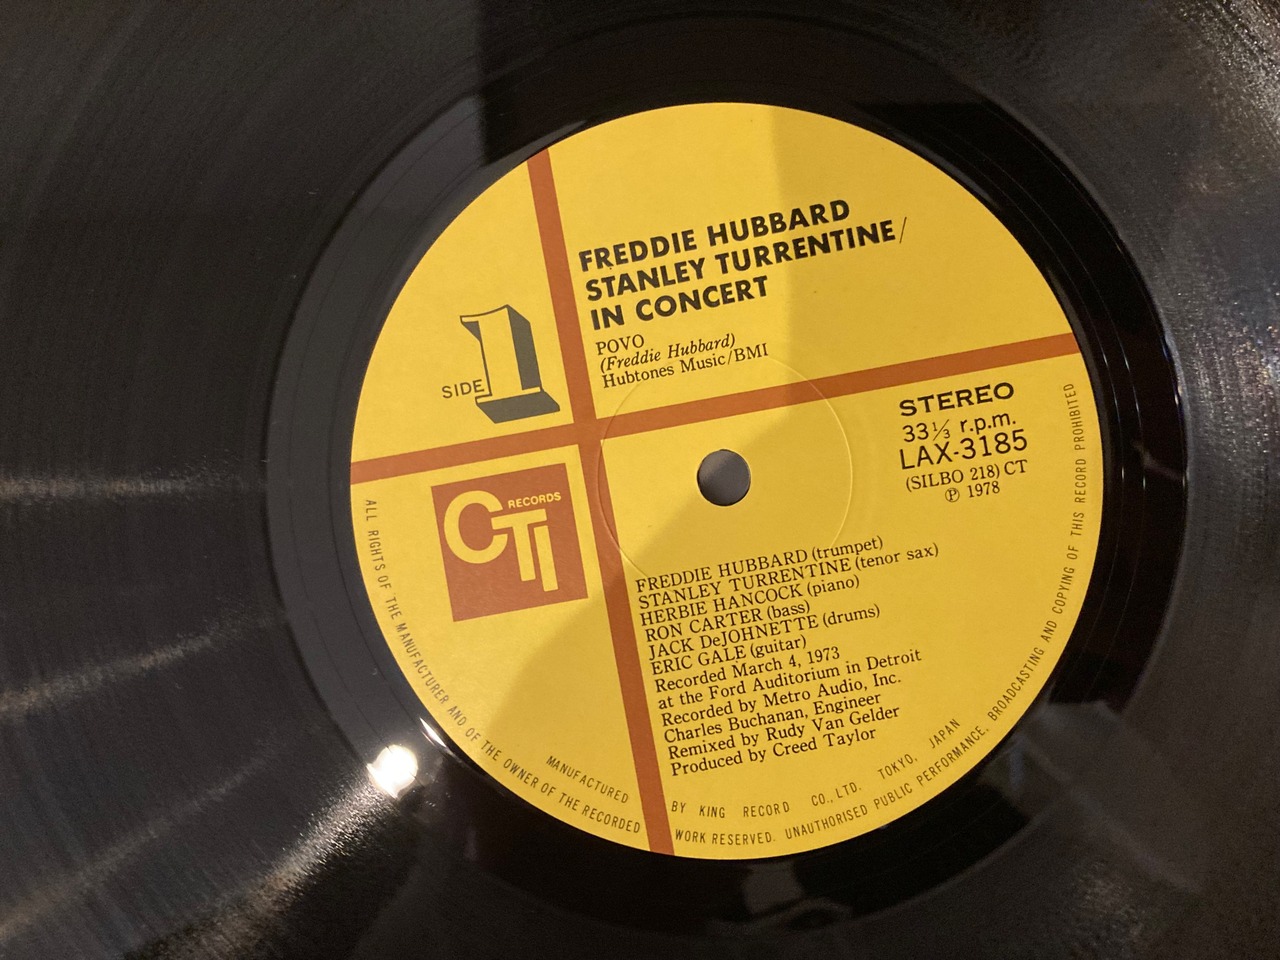 FREDDIE HUBBARD
STANLEY TURRENTINE/
IN CONCERT
POVO
(Freddie Hubbard)
Hubtones Music/BMI
SIDE 1
STEREO
33⅓ r.p.m.
LAX-3185
(SILBO 218) CT
Ⓟ 1978
CTI RECORDS
FREDDIE HUBBARD (trumpet)
STANLEY TURRENTINE (tenor sax)
HERBIE HANCOCK (piano)
RON CARTER (bass)
JACK DeJOHNETTE (drums)
ERIC GALE (guitar)
Recorded March 4, 1973
at the Ford Auditorium in Detroit
Recorded by Metro Audio, Inc.
Charles Buchanan, Engineer
Remixed by Rudy Van Gelder
Produced by Creed Taylor
MANUFACTURED BY KING RECORD CO., LTD. TOKYO, JAPAN
ALL RIGHTS OF THE MANUFACTURER AND OF THE OWNER OF THE RECORDED WORK RESERVED. UNAUTHORISED PUBLIC PERFORMANCE, BROADCASTING AND COPYING OF THIS RECORD PROHIBITED